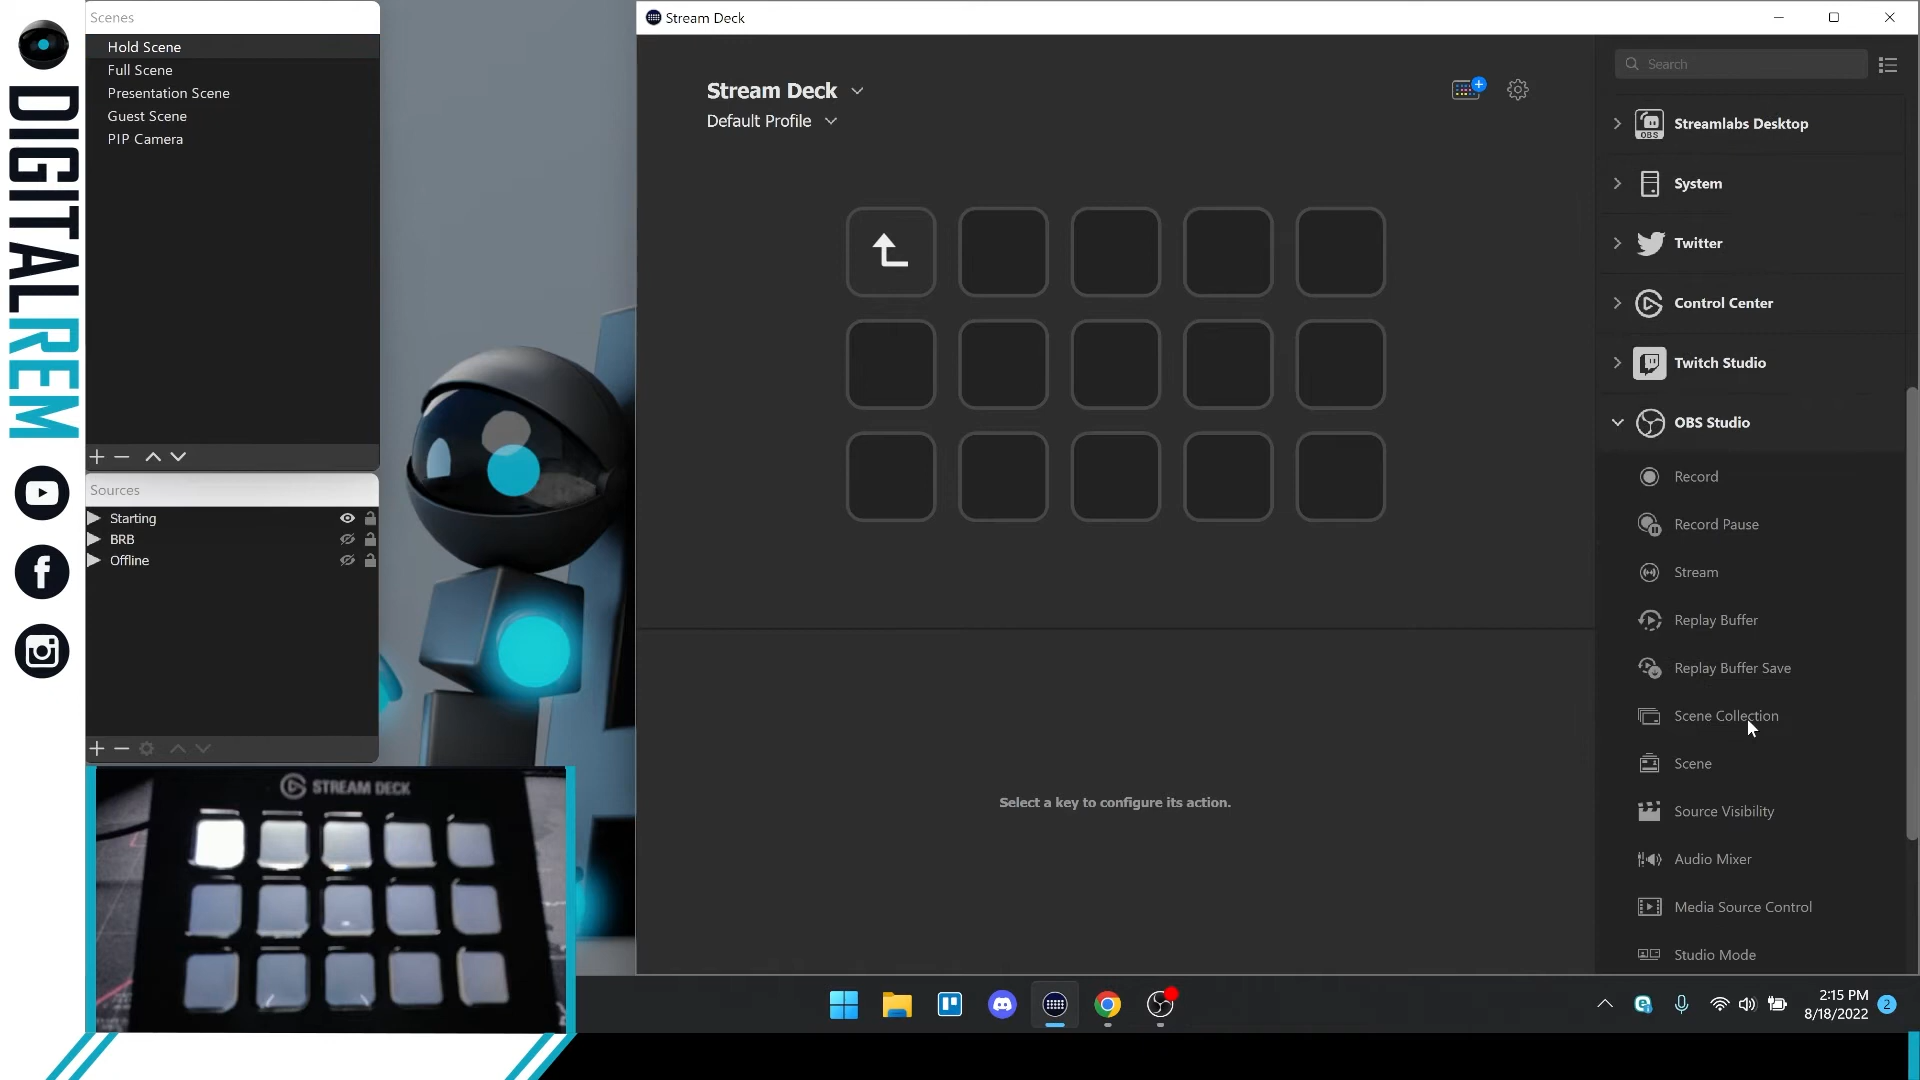 DIGITALREM
Scenes
Hold Scene
Full Scene
Presentation Scene
Guest Scene
PIP Camera
Sources
Starting
BRB
Offline
STREAM DECK
Stream Deck
Stream Deck
Default Profile
Select a key to configure its action.
Search
Streamlabs Desktop
OBS
System
Twitter
Control Center
Twitch Studio
OBS Studio
Record
Record Pause
Stream
Replay Buffer
Replay Buffer Save
Scene Collection
Scene
Source Visibility
Audio Mixer
Media Source Control
Studio Mode
2:15 PM
8/18/2022
2